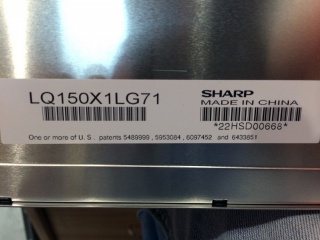 LQ150X1LG71
SHARP
MADE IN CHINA
*22HSD00668*
One or more of U.S. patents 5489999, 5953084, 6097452 and 6433851